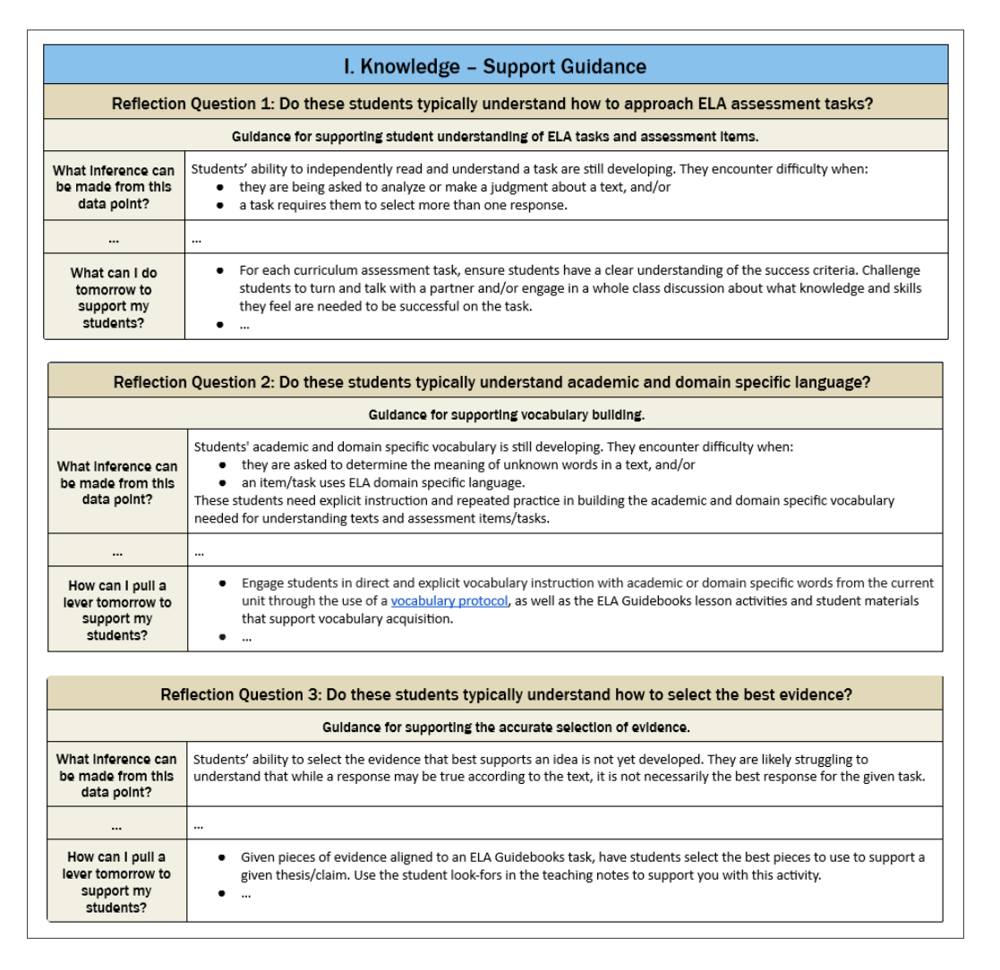 I. Knowledge – Support Guidance
Reflection Question 1: Do these students typically understand how to approach ELA assessment tasks?
Guidance for supporting student understanding of ELA tasks and assessment items.
What inference can
be made from this
data point?
Students’ ability to independently read and understand a task are still developing. They encounter difficulty when:
● they are being asked to analyze or make a judgment about a text, and/or
● a task requires them to select more than one response.
...
...
What can I do
tomorrow to
support my
students?
● For each curriculum assessment task, ensure students have a clear understanding of the success criteria. Challenge
students to turn and talk with a partner and/or engage in a whole class discussion about what knowledge and skills
they feel are needed to be successful on the task.
● ...
Reflection Question 2: Do these students typically understand academic and domain specific language?
Guidance for supporting vocabulary building.
What inference can
be made from this
data point?
Students' academic and domain specific vocabulary is still developing. They encounter difficulty when:
● they are asked to determine the meaning of unknown words in a text, and/or
● an item/task uses ELA domain specific language.
These students need explicit instruction and repeated practice in building the academic and domain specific vocabulary
needed for understanding texts and assessment items/tasks.
...
...
How can I pull a
lever tomorrow to
support my
students?
● Engage students in direct and explicit vocabulary instruction with academic or domain specific words from the current
unit through the use of a vocabulary protocol, as well as the ELA Guidebooks lesson activities and student materials
that support vocabulary acquisition.
● ...
Reflection Question 3: Do these students typically understand how to select the best evidence?
Guidance for supporting the accurate selection of evidence.
What inference can
be made from this
data point?
Students’ ability to select the evidence that best supports an idea is not yet developed. They are likely struggling to
understand that while a response may be true according to the text, it is not necessarily the best response for the given task.
...
...
How can I pull a
lever tomorrow to
support my
students?
● Given pieces of evidence aligned to an ELA Guidebooks task, have students select the best pieces to use to support a
given thesis/claim. Use the student look-fors in the teaching notes to support you with this activity.
● ...